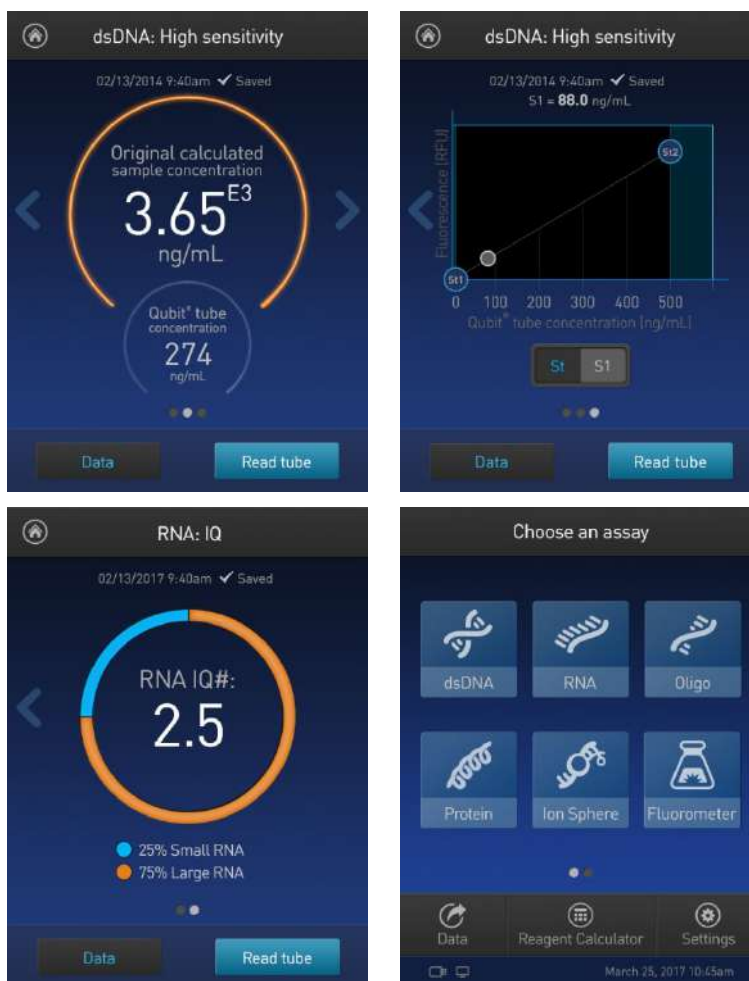 dsDNA: High sensitivity
02/13/2014 9:40am ✔ Saved
Original calculated
sample concentration
3.65E3
ng/mL
Qubit® tube
concentration
274
ng/mL
Data
Read tube
dsDNA: High sensitivity
02/13/2014 9:40am ✔ Saved
S1 = 88.0 ng/mL
Fluorescence [RFU]
St2
St1
0 100 200 300 400 500
Qubit® tube concentration [ng/mL]
St S1
Data
Read tube
RNA: IQ
02/13/2017 9:40am ✔ Saved
RNA IQ#:
2.5
25% Small RNA
75% Large RNA
Data
Read tube
Choose an assay
dsDNA RNA Oligo
Protein Ion Sphere Fluorometer
Data Reagent Calculator Settings
March 25, 2017 10:45am